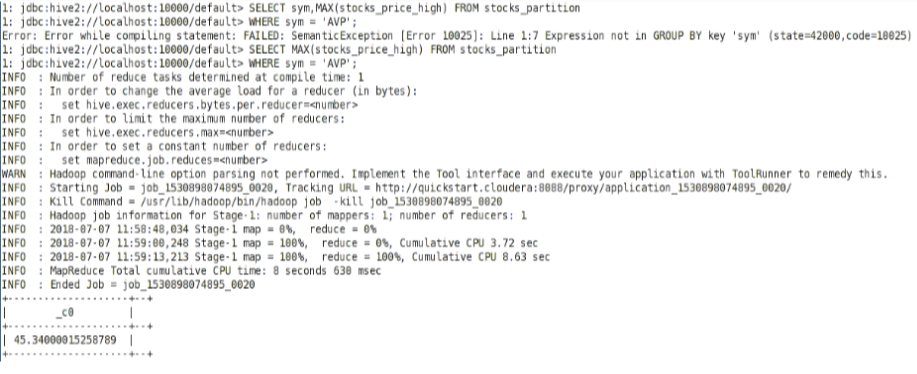 1: jdbc:hive2://localhost:10000/default> SELECT sym,MAX(stocks_price_high) FROM stocks_partition
1: jdbc:hive2://localhost:10000/default> WHERE sym = 'AVP';
Error: Error while compiling statement: FAILED: SemanticException [Error 10025]: Line 1:7 Expression not in GROUP BY key 'sym' (state=42000,code=10025)
1: jdbc:hive2://localhost:10000/default> SELECT MAX(stocks_price_high) FROM stocks_partition
1: jdbc:hive2://localhost:10000/default> WHERE sym = 'AVP';
INFO  : Number of reduce tasks determined at compile time: 1
INFO  : In order to change the average load for a reducer (in bytes):
INFO  :   set hive.exec.reducers.bytes.per.reducer=<number>
INFO  : In order to limit the maximum number of reducers:
INFO  :   set hive.exec.reducers.max=<number>
INFO  : In order to set a constant number of reducers:
INFO  :   set mapreduce.job.reduces=<number>
WARN  : Hadoop command-line option parsing not performed. Implement the Tool interface and execute your application with ToolRunner to remedy this.
INFO  : Starting Job = job_1530898074895_0020, Tracking URL = http://quickstart.cloudera:8088/proxy/application_1530898074895_0020/
INFO  : Kill Command = /usr/lib/hadoop/bin/hadoop job  -kill job_1530898074895_0020
INFO  : Hadoop job information for Stage-1: number of mappers: 1; number of reducers: 1
INFO  : 2018-07-07 11:58:48,034 Stage-1 map = 0%,  reduce = 0%
INFO  : 2018-07-07 11:59:00,248 Stage-1 map = 100%,  reduce = 0%, Cumulative CPU 3.72 sec
INFO  : 2018-07-07 11:59:13,213 Stage-1 map = 100%,  reduce = 100%, Cumulative CPU 8.63 sec
INFO  : MapReduce Total cumulative CPU time: 8 seconds 630 msec
INFO  : Ended Job = job_1530898074895_0020
+--------------------+--+
|        _c0         |
+--------------------+--+
| 45.34000015258789  |
+--------------------+--+